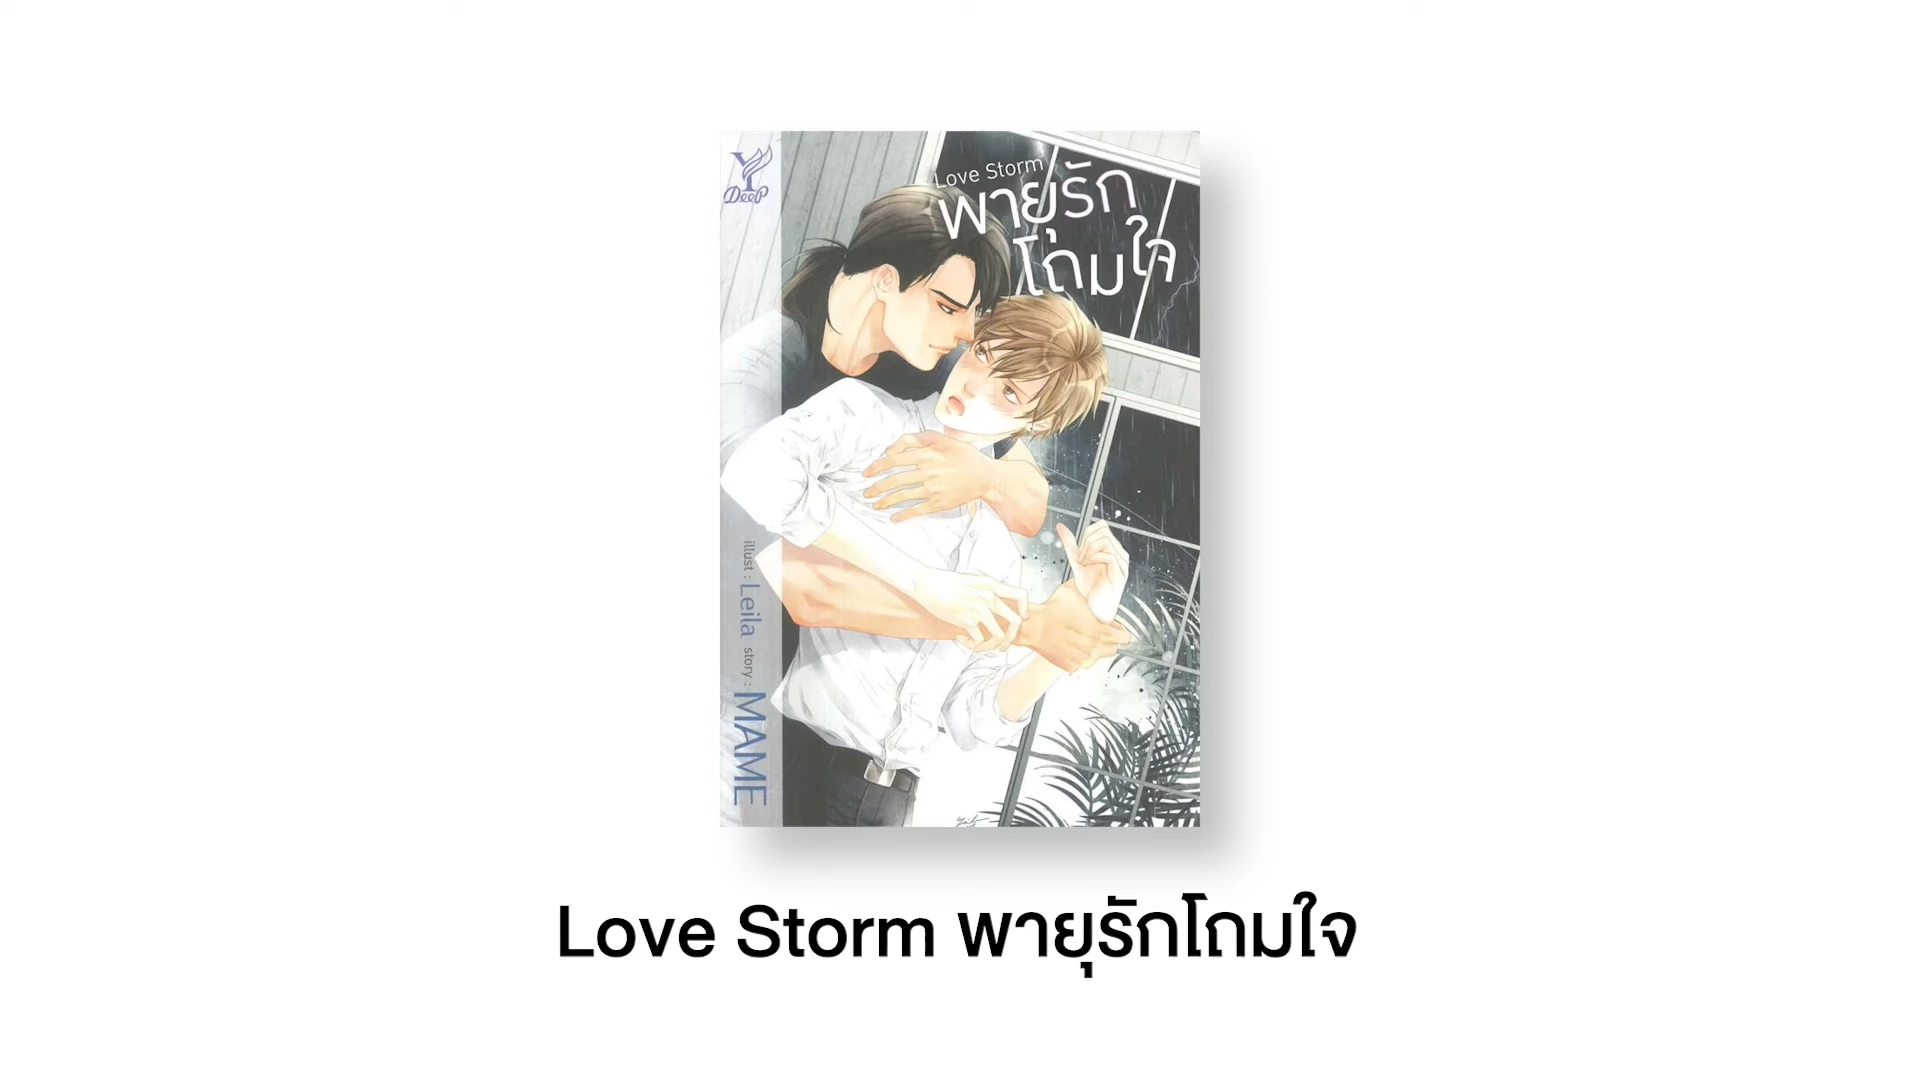 Y
Deep
Love Storm
พายุรัก
โถมใจ
illust : Leila story : MAME
Love Storm พายุรักโถมใจ